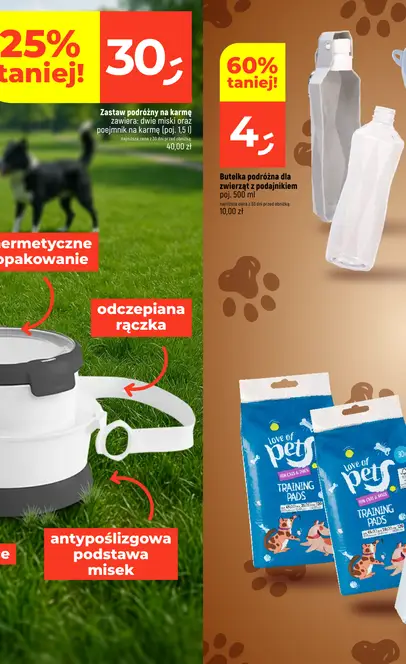 25%
taniej!
30,-
Zestaw podróżny na karmę
zawiera: dwie miski oraz
pojemnik na karmę (poj. 1,5 l)
najniższa cena z 30 dni przed obniżką
40,00 zł
hermetyczne
opakowanie
odczepiana
rączka
antypoślizgowa
podstawa
misek
60%
taniej!
4,-
Butelka podróżna dla
zwierząt z podajnikiem
poj. 500 ml
najniższa cena z 30 dni przed obniżką
10,00 zł
LOVE of
pets
FOR CATS & DOGS
TRAINING
PADS
LOVE of
pets
FOR CATS & DOGS
TRAINING
PADS
30